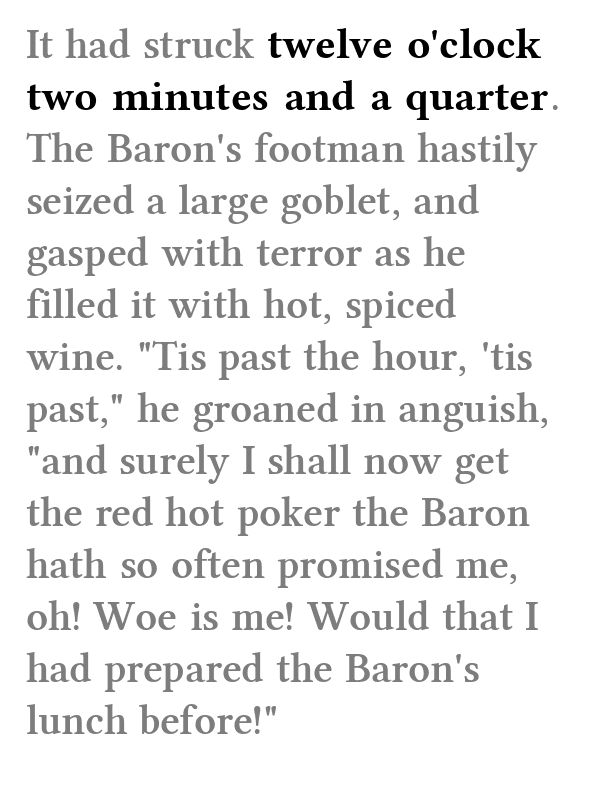 It had struck twelve o'clock
two minutes and a quarter.
The Baron's footman hastily
seized a large goblet, and
gasped with terror as he
filled it with hot, spiced
wine. "Tis past the hour, 'tis
past," he groaned in anguish,
"and surely I shall now get
the red hot poker the Baron
hath so often promised me,
oh! Woe is me! Would that I
had prepared the Baron's
lunch before!"